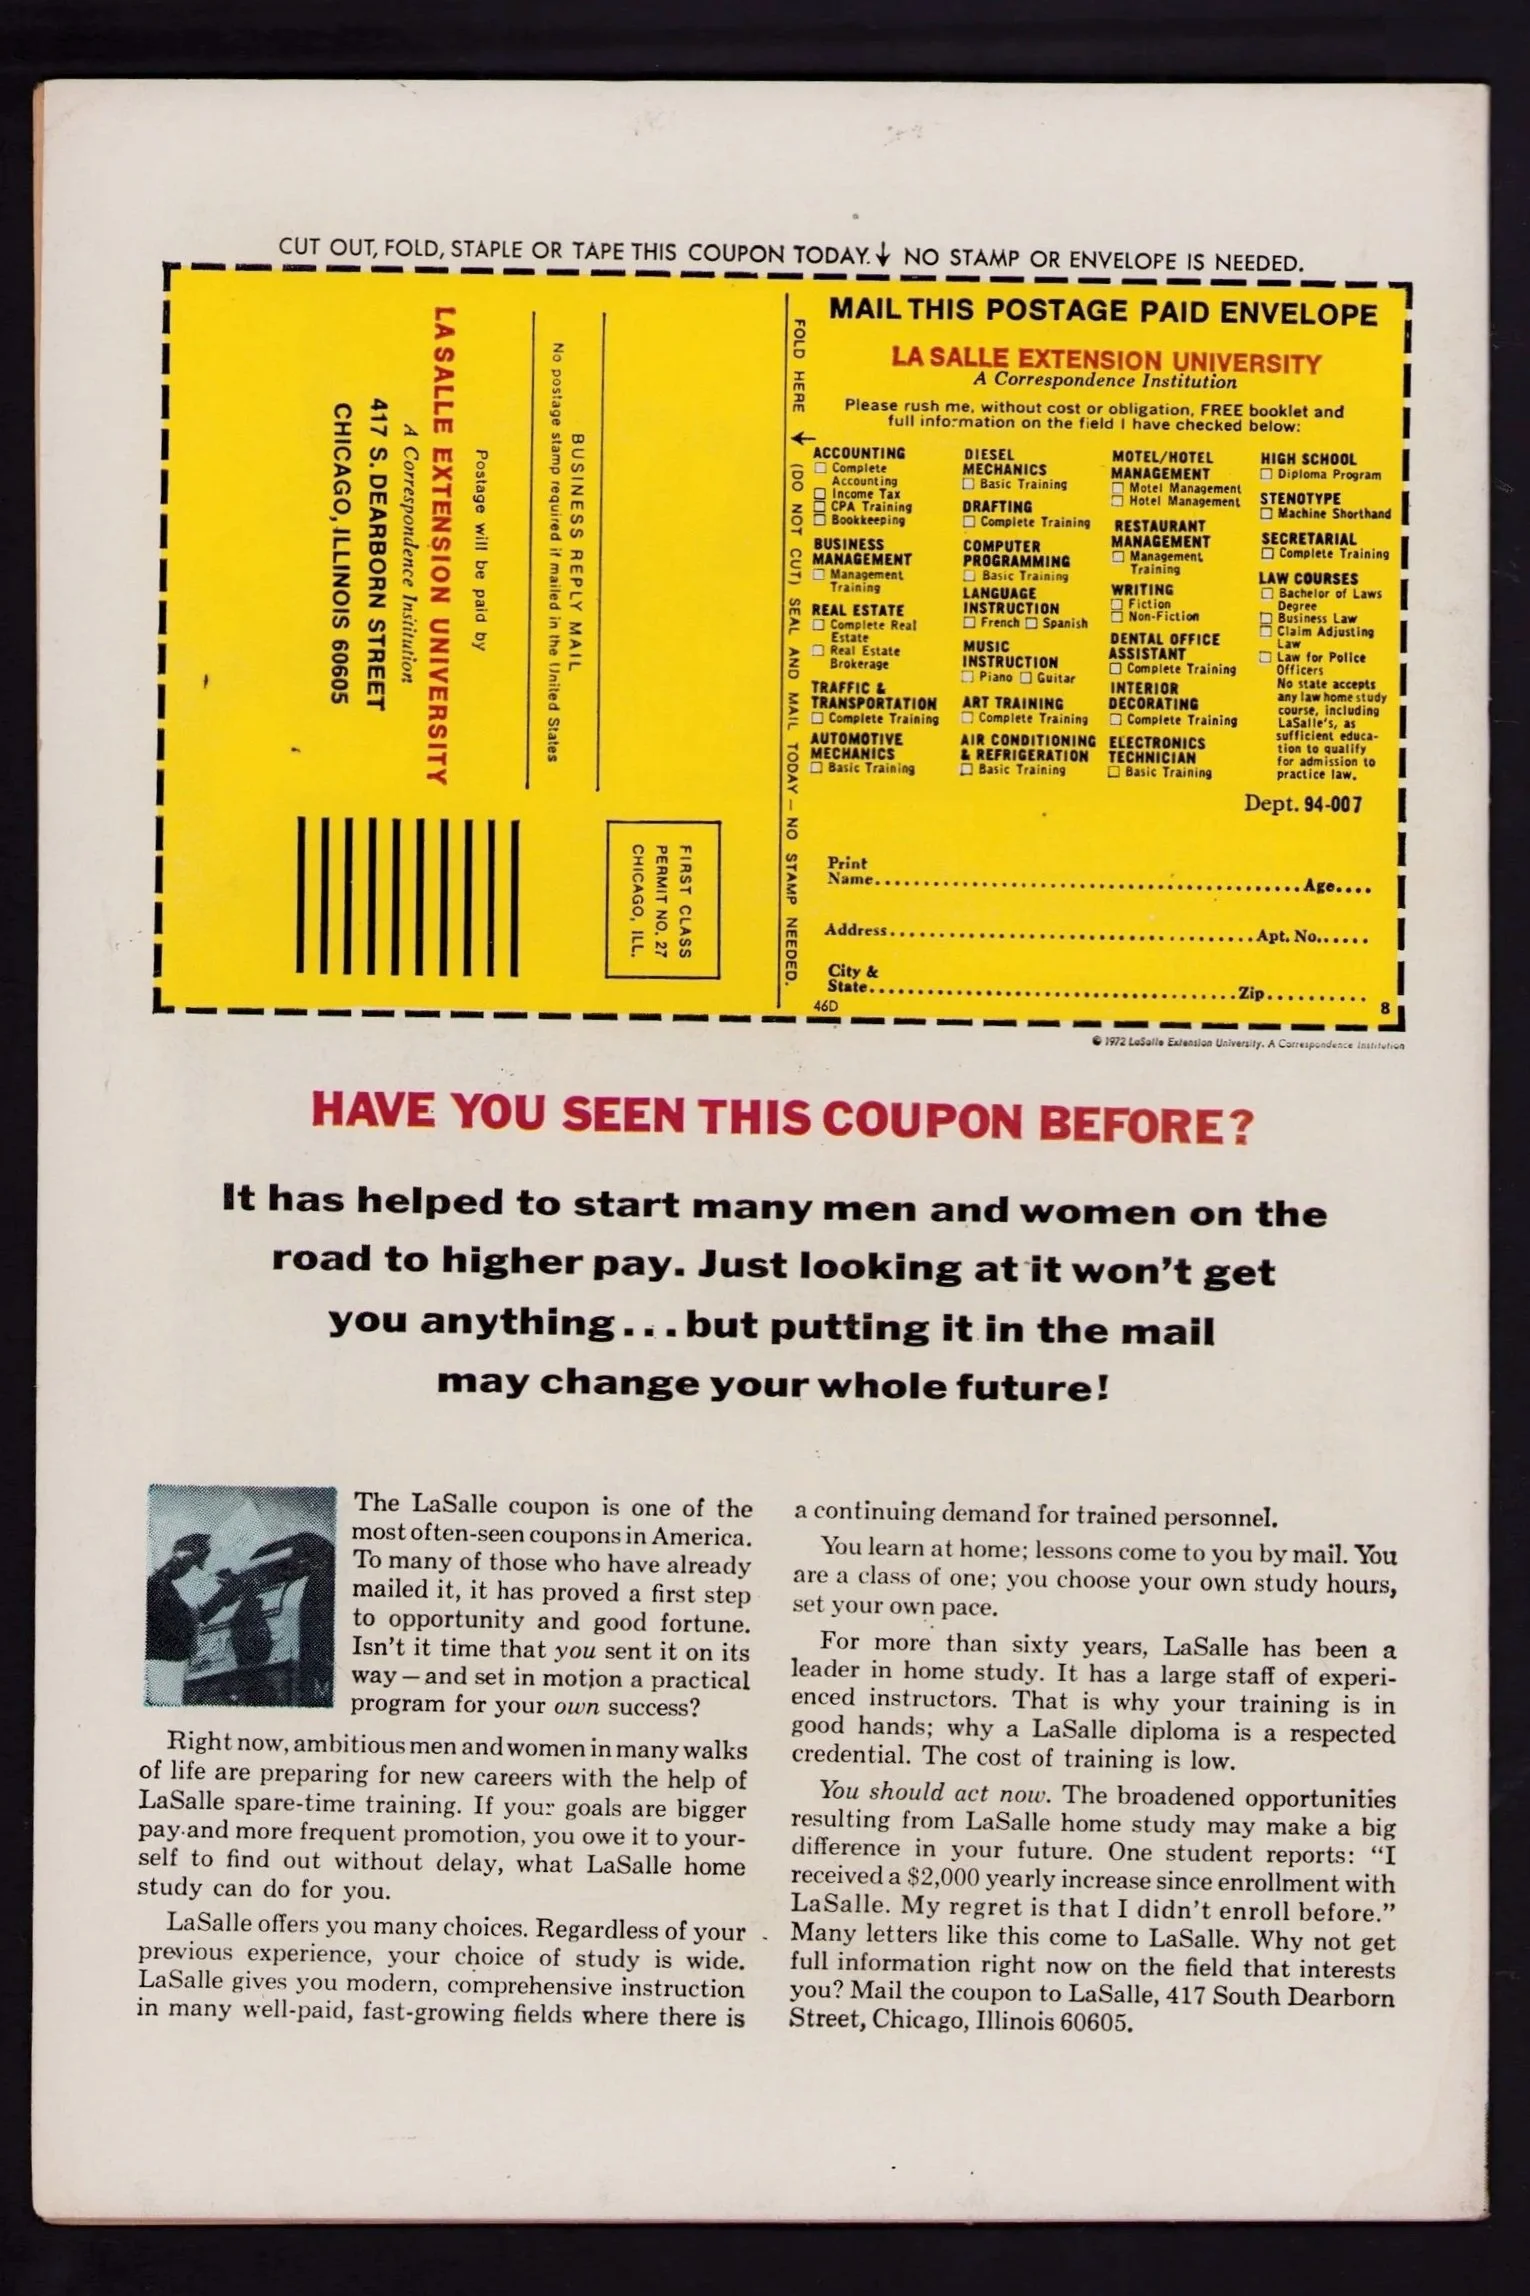 CUT OUT, FOLD, STAPLE OR TAPE THIS COUPON TODAY.↓ NO STAMP OR ENVELOPE IS NEEDED.
LA SALLE EXTENSION UNIVERSITY
A Correspondence Institution
417 S. DEARBORN STREET
CHICAGO, ILLINOIS 60605
Postage will be paid by
No postage stamp required if mailed in the United States
BUSINESS REPLY MAIL
FIRST CLASS
PERMIT NO. 27
CHICAGO, ILL.
FOLD HERE ← (DO NOT CUT) SEAL AND MAIL TODAY — NO STAMP NEEDED.
MAIL THIS POSTAGE PAID ENVELOPE
LA SALLE EXTENSION UNIVERSITY
A Correspondence Institution
Please rush me, without cost or obligation, FREE booklet and
full information on the field I have checked below:
ACCOUNTING
□ Complete
Accounting
□ Income Tax
□ CPA Training
□ Bookkeeping
BUSINESS
MANAGEMENT
□ Management
Training
REAL ESTATE
□ Complete Real
Estate
□ Real Estate
Brokerage
TRAFFIC &
TRANSPORTATION
□ Complete Training
AUTOMOTIVE
MECHANICS
□ Basic Training
DIESEL
MECHANICS
□ Basic Training
DRAFTING
□ Complete Training
COMPUTER
PROGRAMMING
□ Basic Training
LANGUAGE
INSTRUCTION
□ French □ Spanish
MUSIC
INSTRUCTION
□ Piano □ Guitar
ART TRAINING
□ Complete Training
AIR CONDITIONING
& REFRIGERATION
□ Basic Training
MOTEL/HOTEL
MANAGEMENT
□ Motel Management
□ Hotel Management
RESTAURANT
MANAGEMENT
□ Management
Training
WRITING
□ Fiction
□ Non-Fiction
DENTAL OFFICE
ASSISTANT
□ Complete Training
INTERIOR
DECORATING
□ Complete Training
ELECTRONICS
TECHNICIAN
□ Basic Training
HIGH SCHOOL
□ Diploma Program
STENOTYPE
□ Machine Shorthand
SECRETARIAL
□ Complete Training
LAW COURSES
□ Bachelor of Laws
Degree
□ Business Law
□ Claim Adjusting
Law
□ Law for Police
Officers
No state accepts
any law home study
course, including
LaSalle's, as
sufficient educa-
tion to qualify
for admission to
practice law.
Dept. 94-007
Print
Name........................................Age....
Address........................................Apt. No......
City &
State........................................Zip..........
46D 8
© 1972 LaSalle Extension University. A Correspondence Institution
HAVE YOU SEEN THIS COUPON BEFORE?
It has helped to start many men and women on the
road to higher pay. Just looking at it won't get
you anything...but putting it in the mail
may change your whole future!
The LaSalle coupon is one of the
most often-seen coupons in America.
To many of those who have already
mailed it, it has proved a first step
to opportunity and good fortune.
Isn't it time that you sent it on its
way—and set in motion a practical
program for your own success?
Right now, ambitious men and women in many walks
of life are preparing for new careers with the help of
LaSalle spare-time training. If your goals are bigger
pay and more frequent promotion, you owe it to your-
self to find out without delay, what LaSalle home
study can do for you.
LaSalle offers you many choices. Regardless of your
previous experience, your choice of study is wide.
LaSalle gives you modern, comprehensive instruction
in many well-paid, fast-growing fields where there is
a continuing demand for trained personnel.
You learn at home; lessons come to you by mail. You
are a class of one; you choose your own study hours,
set your own pace.
For more than sixty years, LaSalle has been a
leader in home study. It has a large staff of experi-
enced instructors. That is why your training is in
good hands; why a LaSalle diploma is a respected
credential. The cost of training is low.
You should act now. The broadened opportunities
resulting from LaSalle home study may make a big
difference in your future. One student reports: "I
received a $2,000 yearly increase since enrollment with
LaSalle. My regret is that I didn't enroll before."
Many letters like this come to LaSalle. Why not get
full information right now on the field that interests
you? Mail the coupon to LaSalle, 417 South Dearborn
Street, Chicago, Illinois 60605.